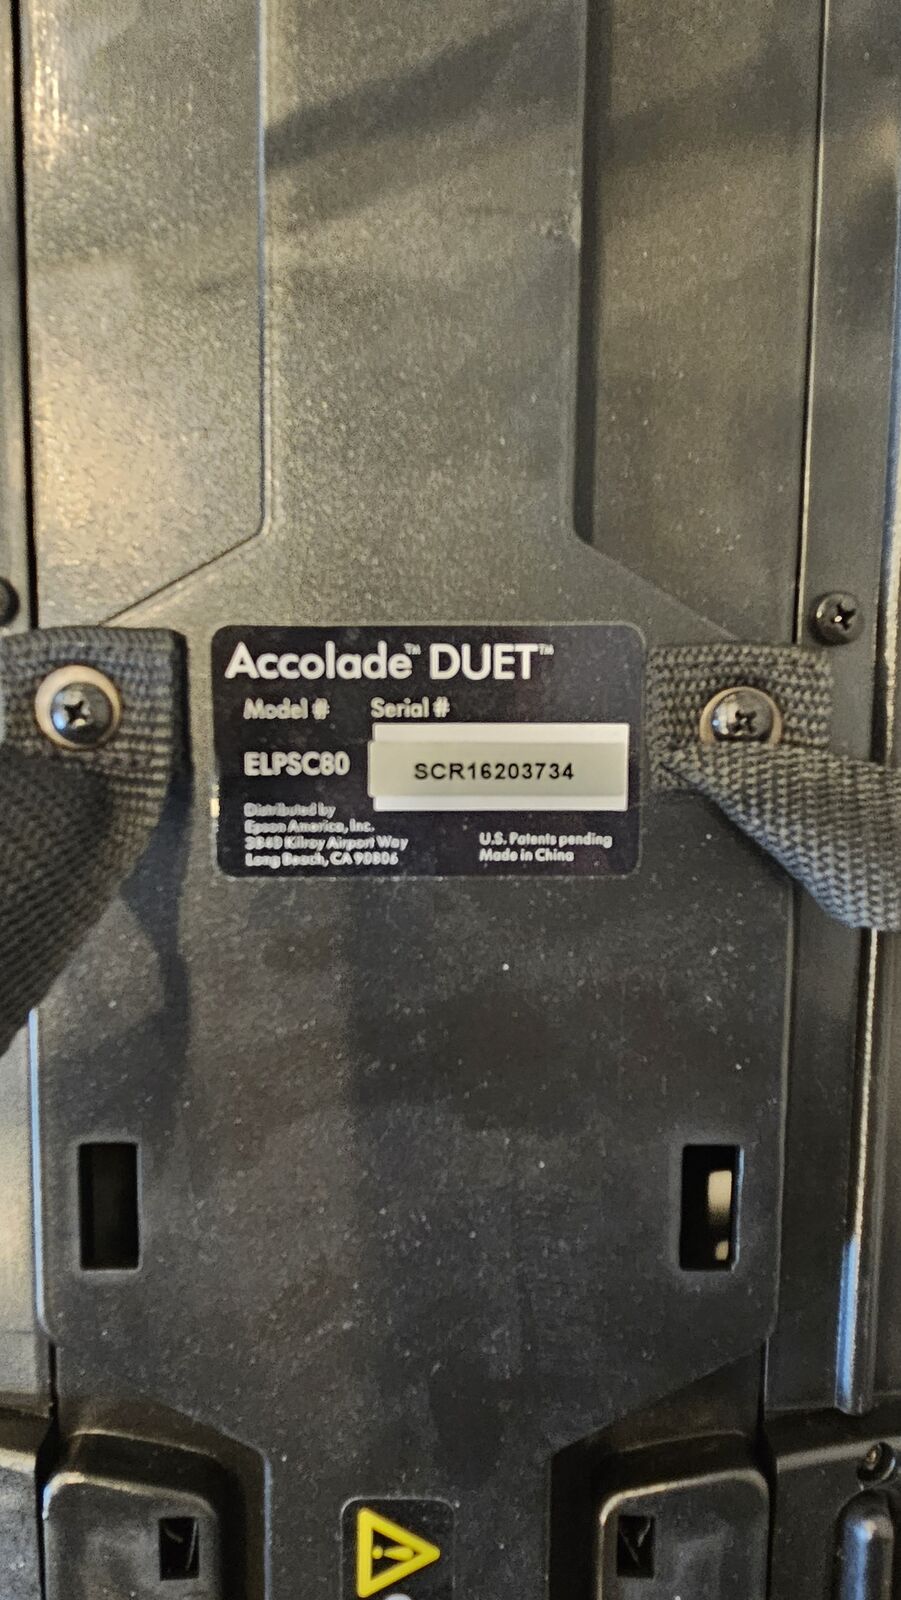 Accolade™ DUET™
Model # Serial #
ELPSC80 SCR16203734
Distributed by
Epson America, Inc.
3840 Kilroy Airport Way
Long Beach, CA 90806
U.S. Patents pending
Made in China